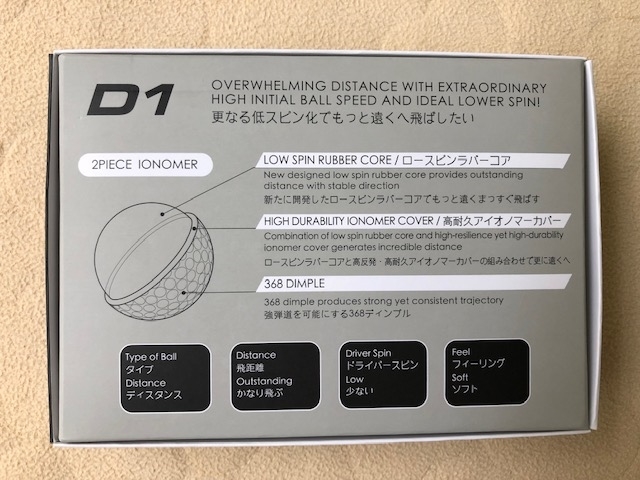 D1
OVERWHELMING DISTANCE WITH EXTRAORDINARY
HIGH INITIAL BALL SPEED AND IDEAL LOWER SPIN!
更なる低スピン化でもっと遠くへ飛ばしたい
2PIECE IONOMER
LOW SPIN RUBBER CORE / ロースピンラバーコア
New designed low spin rubber core provides outstanding
distance with stable direction
新たに開発したロースピンラバーコアでもっと遠くまっすぐ飛ばす
HIGH DURABILITY IONOMER COVER / 高耐久アイオノマーカバー
Combination of low spin rubber core and high-resilience yet high-durability
ionomer cover generates incredible distance
ロースピンラバーコアと高反発・高耐久アイオノマーカバーの組み合わせで更に遠くへ
368 DIMPLE
368 dimple produces strong yet consistent trajectory
強弾道を可能にする368ディンプル
Type of Ball
タイプ
Distance
ディスタンス
Distance
飛距離
Outstanding
かなり飛ぶ
Driver Spin
ドライバースピン
Low
少ない
Feel
フィーリング
Soft
ソフト